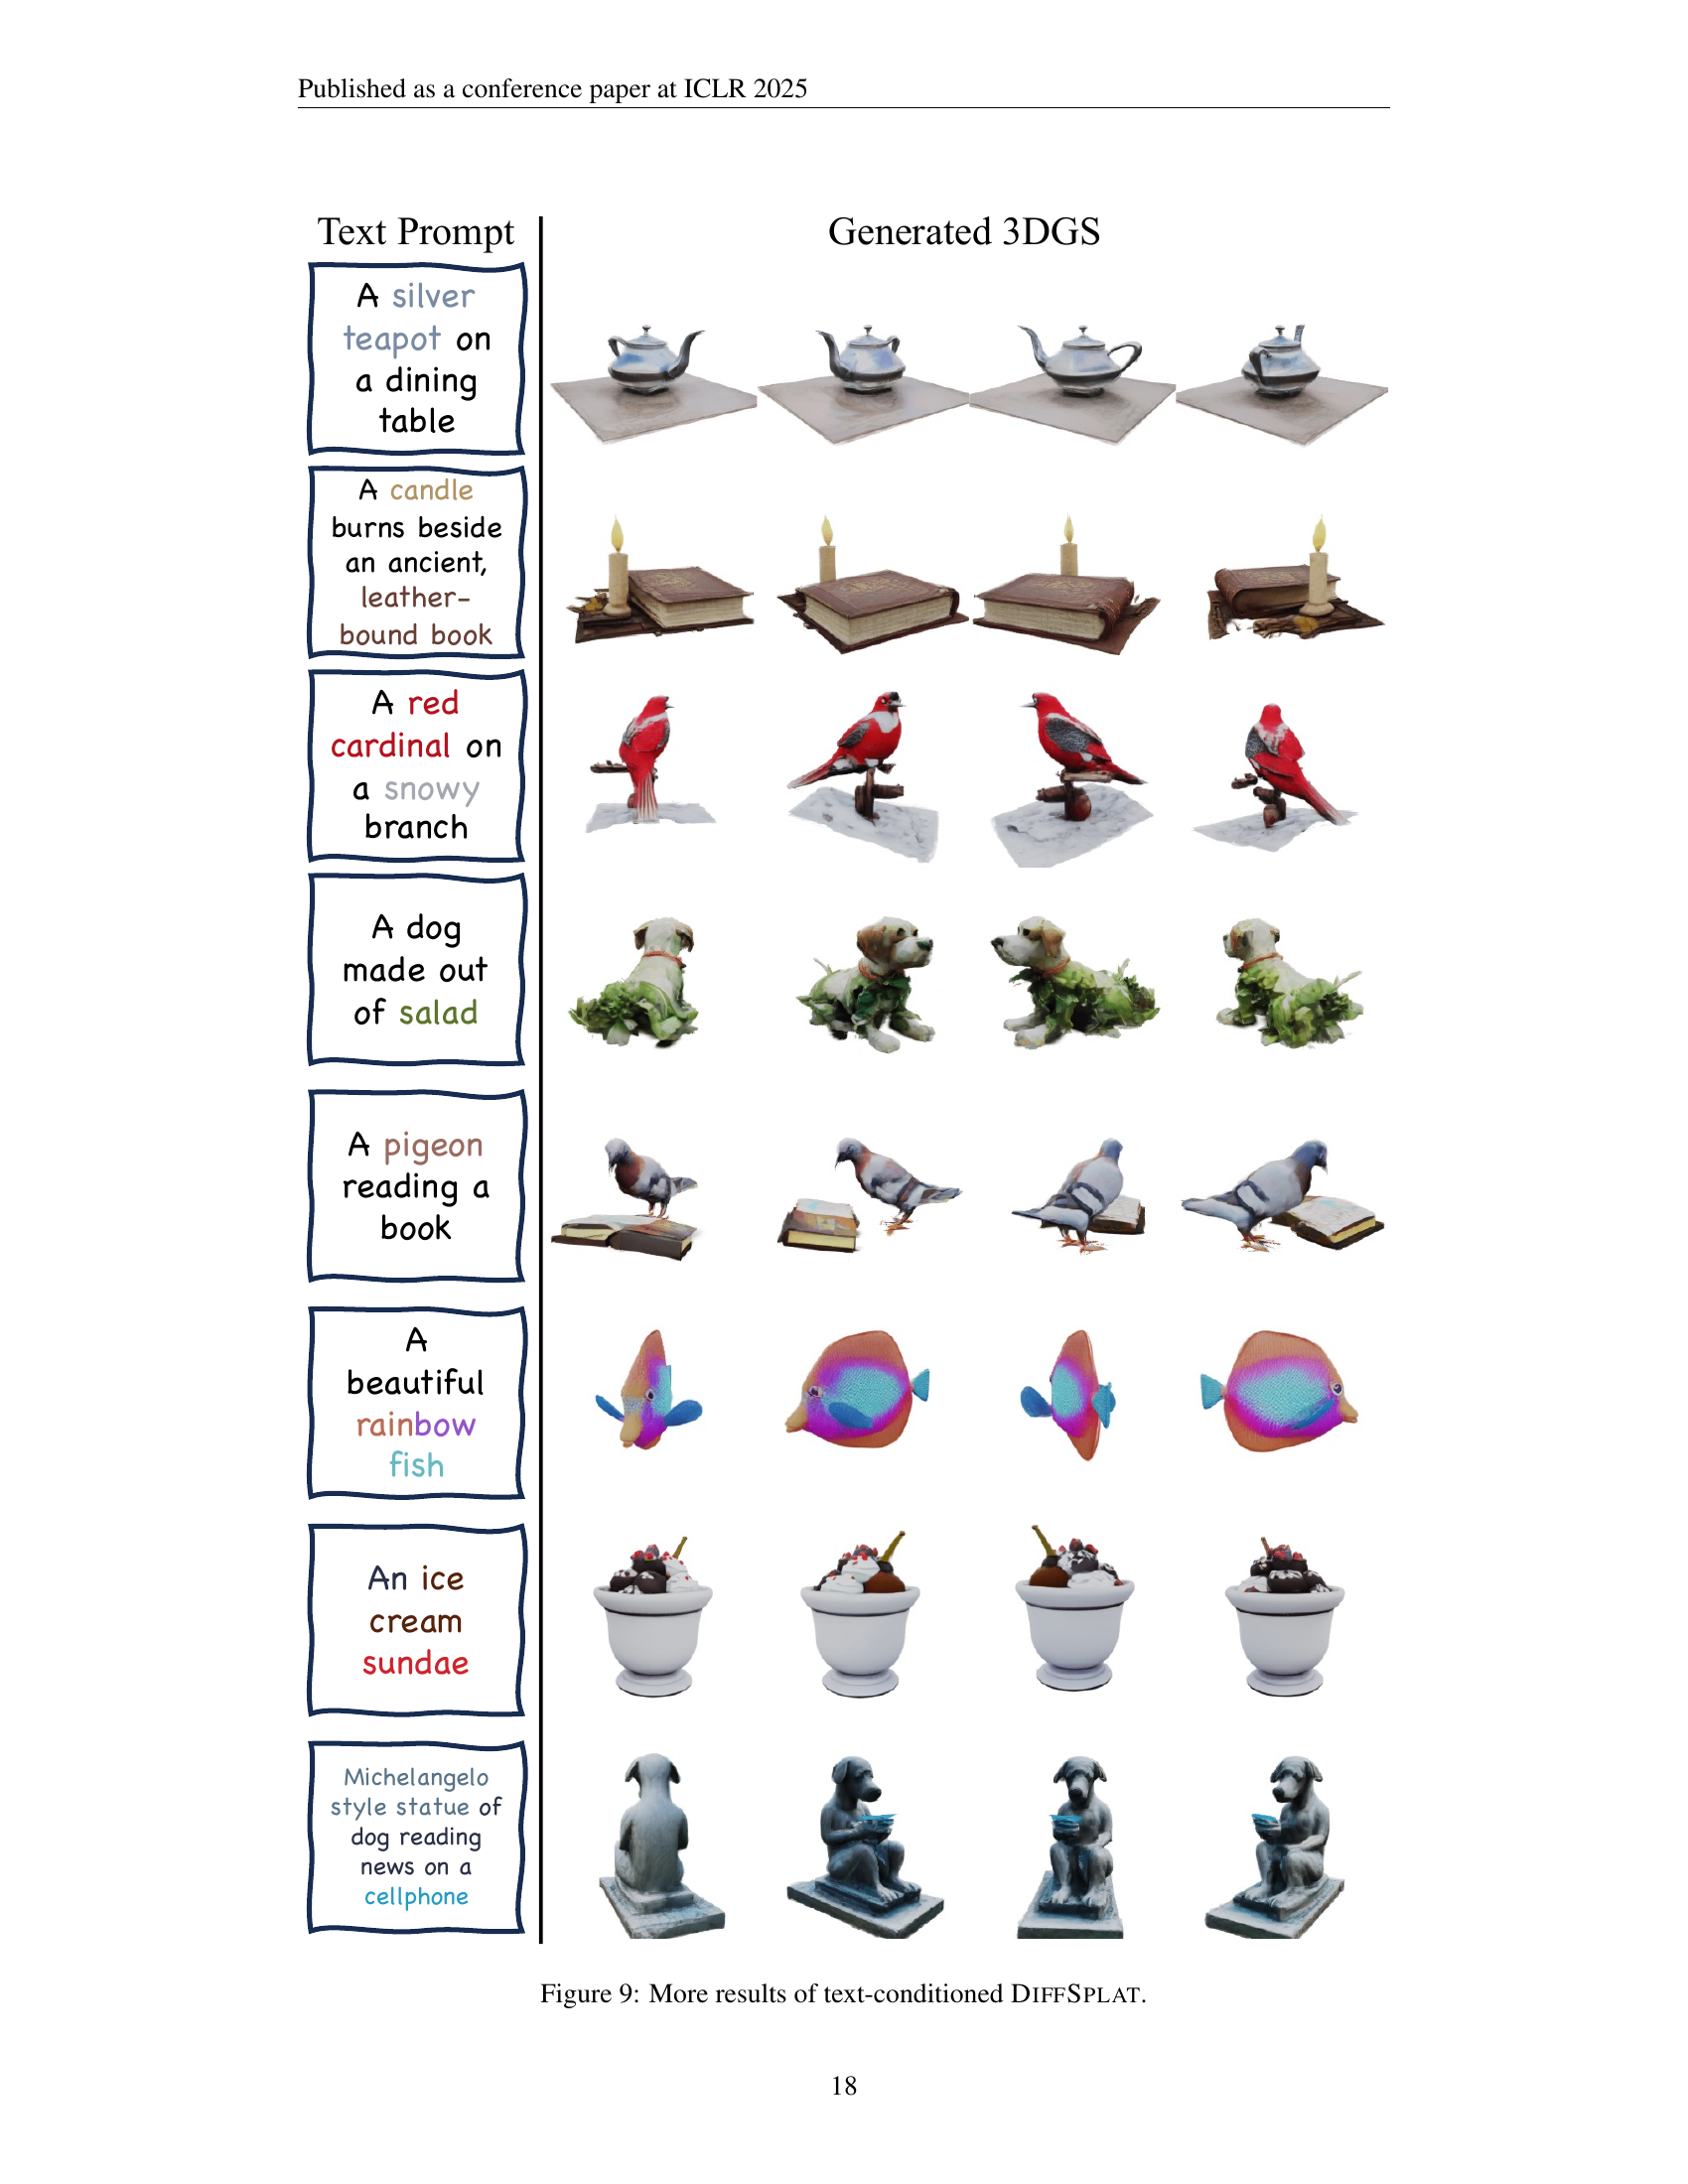 Published as a conference paper at ICLR 2025
Text Prompt
Generated 3DGS
A silver
teapot on
a dining
table
A candle
burns beside
an ancient,
leather-
bound book
A red
cardinal on
a snowy
branch
A dog
made out
of salad
A pigeon
reading a
book
A
beautiful
rainbow
fish
An ice
cream
sundae
Michelangelo
style statue of
dog reading
news on a
cellphone
Figure 9: More results of text-conditioned DIFFSPLAT.
18